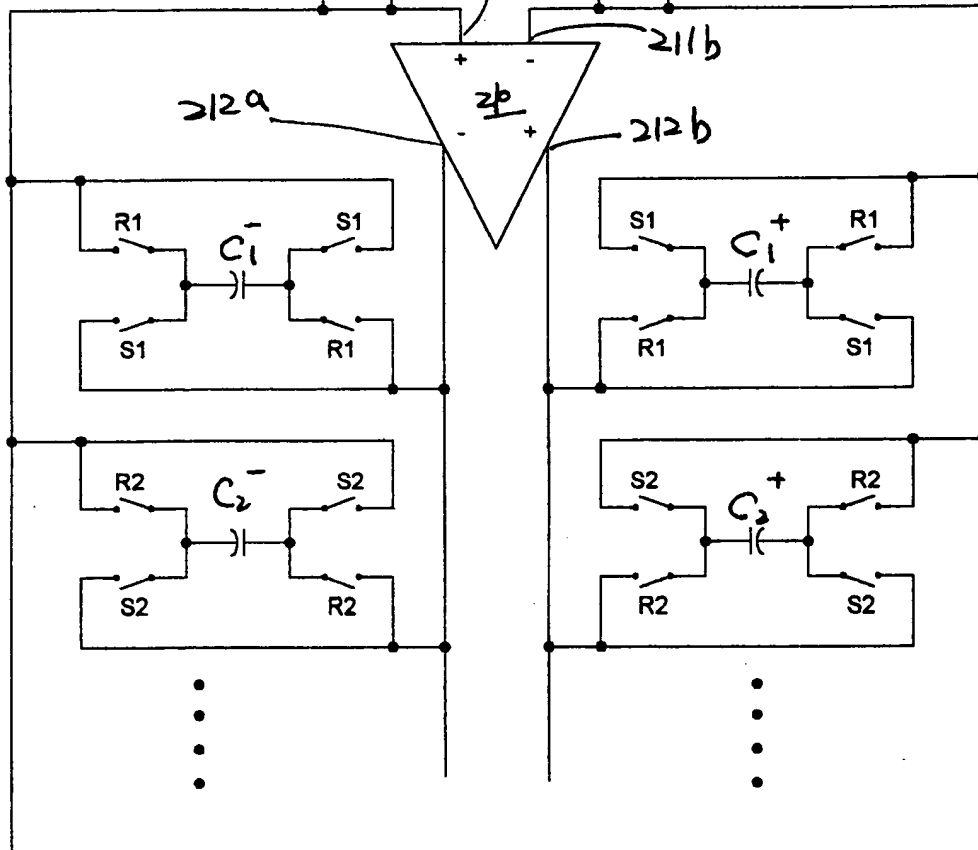 211b
+ -
212a
- +
212b
R1 C₁⁻ S1
S1 C₁⁺ R1
S1 R1
R1 S1
R2 C₂⁻ S2
S2 C₂⁺ R2
S2 R2
R2 S2